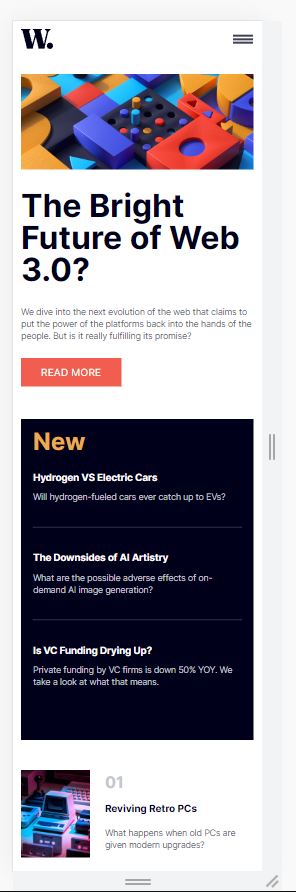 W.
The Bright
Future of Web
3.0?
We dive into the next evolution of the web that claims to
put the power of the platforms back into the hands of the
people. But is it really fulfilling its promise?
READ MORE
New
Hydrogen VS Electric Cars
Will hydrogen-fueled cars ever catch up to EVs?
The Downsides of AI Artistry
What are the possible adverse effects of on-
demand AI image generation?
Is VC Funding Drying Up?
Private funding by VC firms is down 50% YOY. We
take a look at what that means.
01
Reviving Retro PCs
What happens when old PCs are
given modern upgrades?